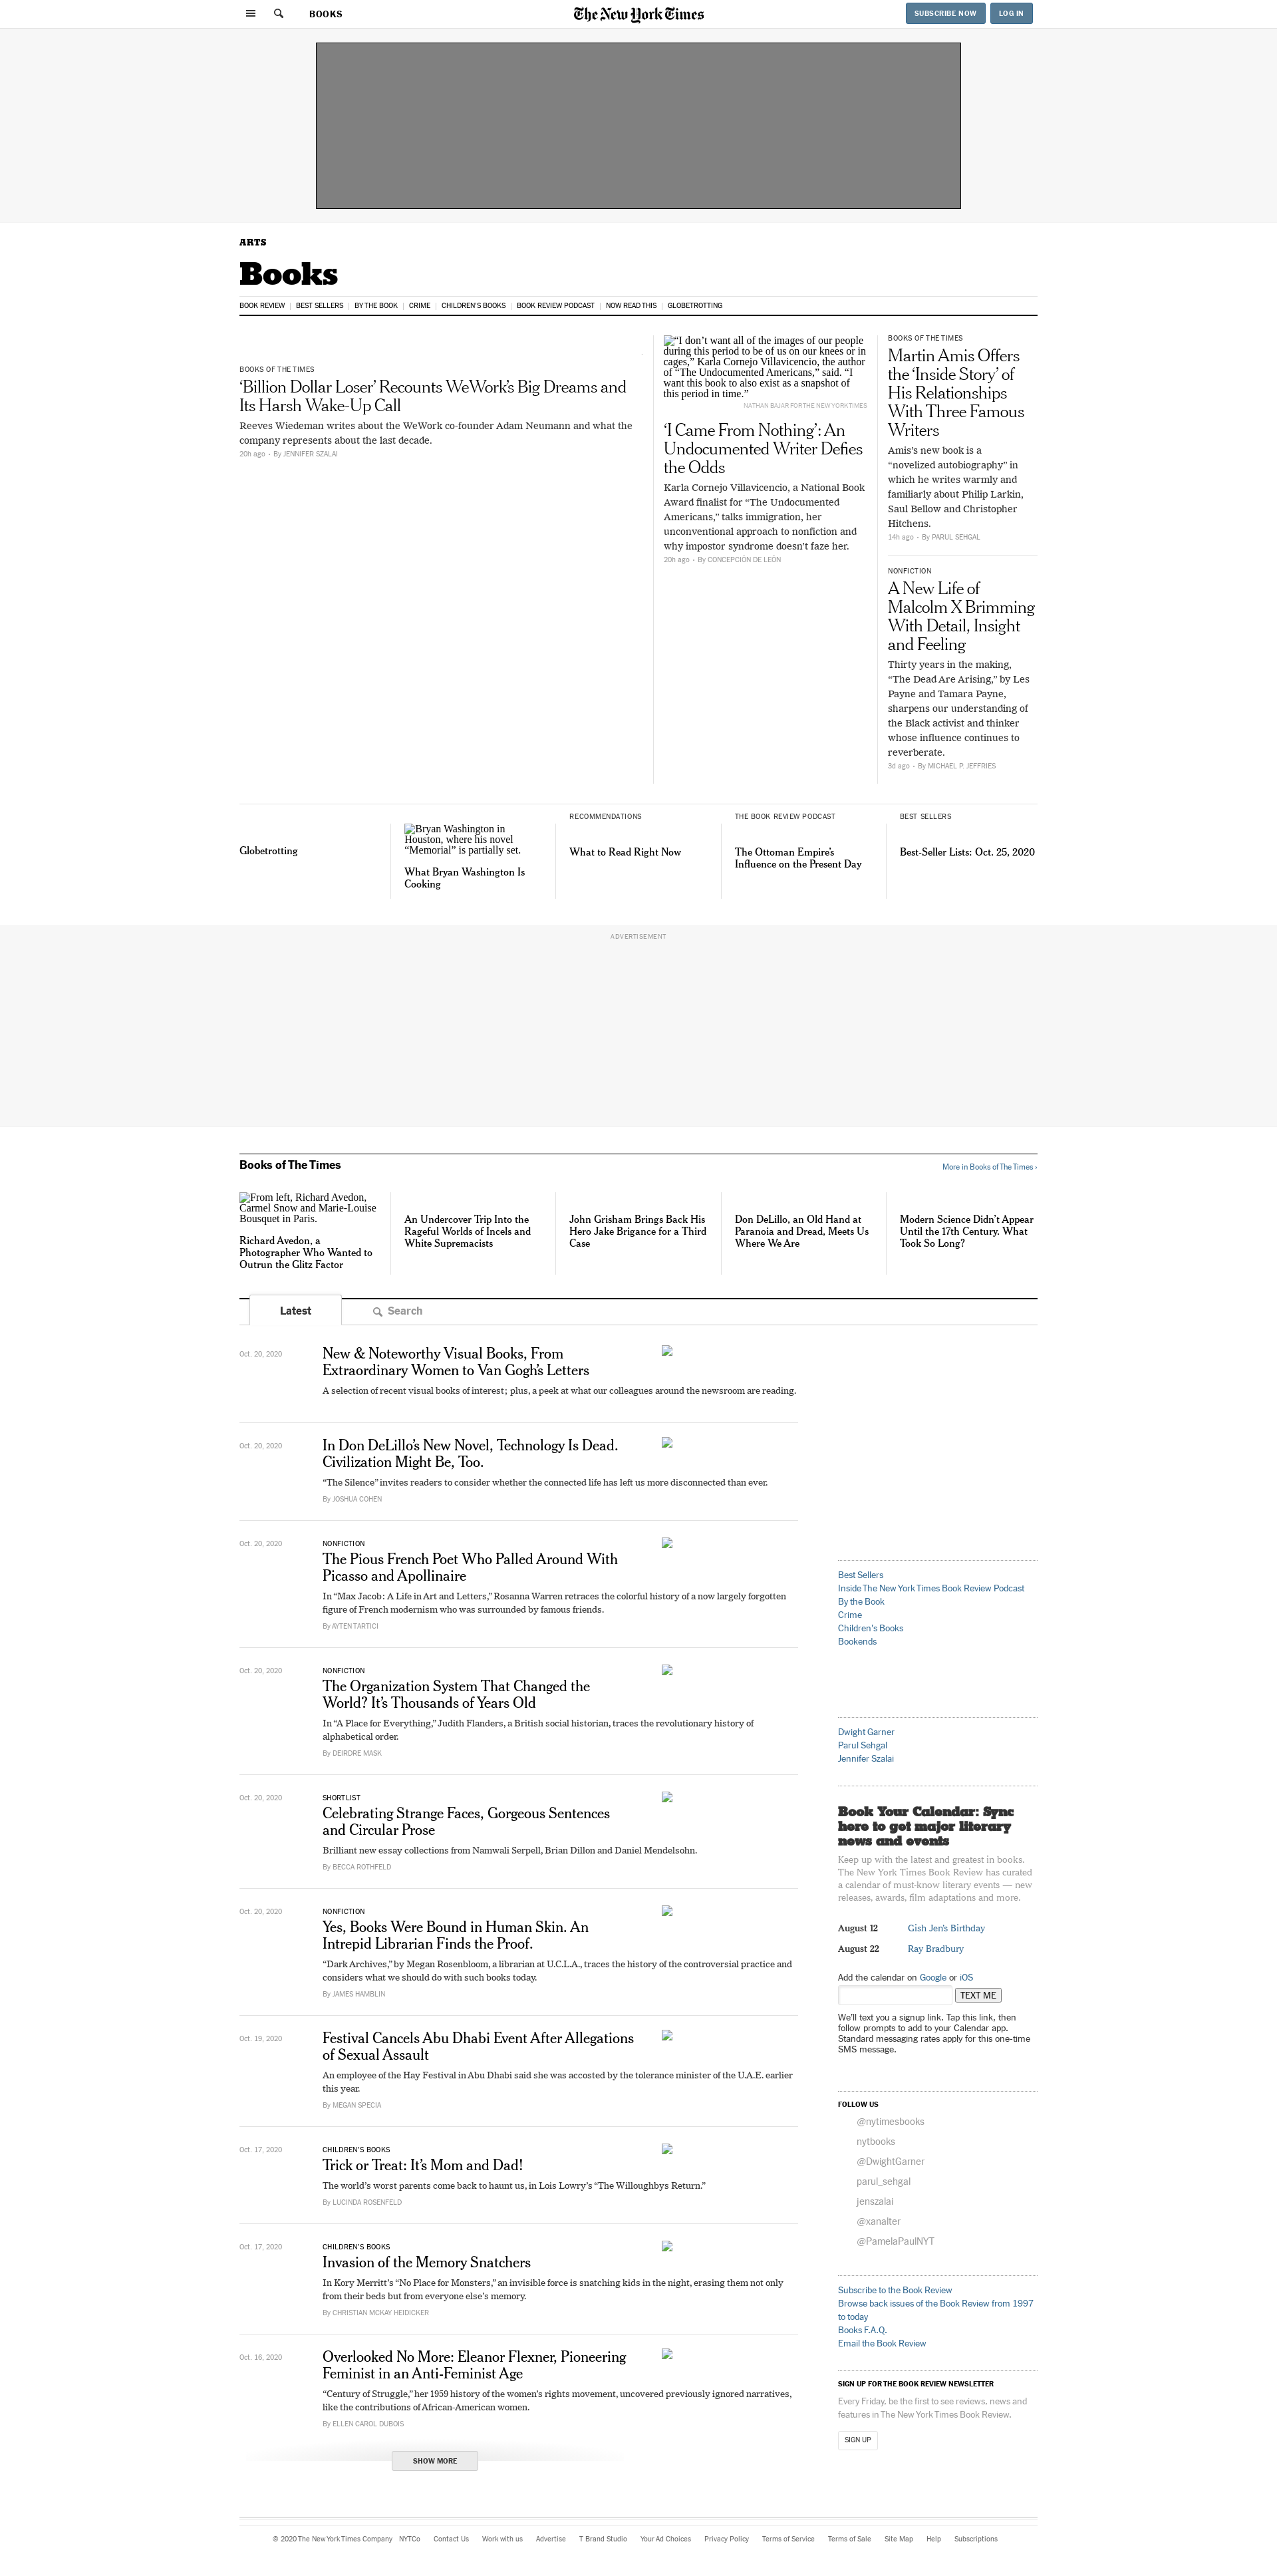 BOOKS
The New York Times
SUBSCRIBE NOW
LOG IN
ARTS
Books
BOOK REVIEW
BEST SELLERS
BY THE BOOK
CRIME
CHILDREN'S BOOKS
BOOK REVIEW PODCAST
NOW READ THIS
GLOBETROTTING
BOOKS OF THE TIMES
‘Billion Dollar Loser’ Recounts WeWork’s Big Dreams and
Its Harsh Wake-Up Call
Reeves Wiedeman writes about the WeWork co-founder Adam Neumann and what the
company represents about the last decade.
20h ago - By JENNIFER SZALAI
“I don’t want all of the images of our people
during this period to be of us on our knees or in
cages,” Karla Cornejo Villavicencio, the author
of “The Undocumented Americans,” said. “I
want this book to also exist as a snapshot of
this period in time.”
NATHAN BAJAR FOR THE NEW YORK TIMES
‘I Came From Nothing’: An
Undocumented Writer Defies
the Odds
Karla Cornejo Villavicencio, a National Book
Award finalist for “The Undocumented
Americans,” talks immigration, her
unconventional approach to nonfiction and
why impostor syndrome doesn’t faze her.
20h ago - By CONCEPCIÓN DE LEÓN
BOOKS OF THE TIMES
Martin Amis Offers
the ‘Inside Story’ of
His Relationships
With Three Famous
Writers
Amis’s new book is a
“novelized autobiography” in
which he writes warmly and
familiarly about Philip Larkin,
Saul Bellow and Christopher
Hitchens.
14h ago - By PARUL SEHGAL
NONFICTION
A New Life of
Malcolm X Brimming
With Detail, Insight
and Feeling
Thirty years in the making,
“The Dead Are Arising,” by Les
Payne and Tamara Payne,
sharpens our understanding of
the Black activist and thinker
whose influence continues to
reverberate.
3d ago - By MICHAEL P. JEFFRIES
Globetrotting
Bryan Washington in
Houston, where his novel
“Memorial” is partially set.
What Bryan Washington Is
Cooking
RECOMMENDATIONS
What to Read Right Now
THE BOOK REVIEW PODCAST
The Ottoman Empire’s
Influence on the Present Day
BEST SELLERS
Best-Seller Lists: Oct. 25, 2020
ADVERTISEMENT
Books of The Times
More in Books of The Times ›
From left, Richard Avedon,
Carmel Snow and Marie-Louise
Bousquet in Paris.
Richard Avedon, a
Photographer Who Wanted to
Outrun the Glitz Factor
An Undercover Trip Into the
Rageful Worlds of Incels and
White Supremacists
John Grisham Brings Back His
Hero Jake Brigance for a Third
Case
Don DeLillo, an Old Hand at
Paranoia and Dread, Meets Us
Where We Are
Modern Science Didn’t Appear
Until the 17th Century. What
Took So Long?
Latest
Search
Oct. 20, 2020
New & Noteworthy Visual Books, From
Extraordinary Women to Van Gogh’s Letters
A selection of recent visual books of interest; plus, a peek at what our colleagues around the newsroom are reading.
Oct. 20, 2020
In Don DeLillo’s New Novel, Technology Is Dead.
Civilization Might Be, Too.
“The Silence” invites readers to consider whether the connected life has left us more disconnected than ever.
By JOSHUA COHEN
Oct. 20, 2020
NONFICTION
The Pious French Poet Who Palled Around With
Picasso and Apollinaire
In “Max Jacob: A Life in Art and Letters,” Rosanna Warren retraces the colorful history of a now largely forgotten
figure of French modernism who was surrounded by famous friends.
By AYTEN TARTICI
Oct. 20, 2020
NONFICTION
The Organization System That Changed the
World? It’s Thousands of Years Old
In “A Place for Everything,” Judith Flanders, a British social historian, traces the revolutionary history of
alphabetical order.
By DEIRDRE MASK
Oct. 20, 2020
SHORTLIST
Celebrating Strange Faces, Gorgeous Sentences
and Circular Prose
Brilliant new essay collections from Namwali Serpell, Brian Dillon and Daniel Mendelsohn.
By BECCA ROTHFELD
Oct. 20, 2020
NONFICTION
Yes, Books Were Bound in Human Skin. An
Intrepid Librarian Finds the Proof.
“Dark Archives,” by Megan Rosenbloom, a librarian at U.C.L.A., traces the history of the controversial practice and
considers what we should do with such books today.
By JAMES HAMBLIN
Oct. 19, 2020
Festival Cancels Abu Dhabi Event After Allegations
of Sexual Assault
An employee of the Hay Festival in Abu Dhabi said she was accosted by the tolerance minister of the U.A.E. earlier
this year.
By MEGAN SPECIA
Oct. 17, 2020
CHILDREN’S BOOKS
Trick or Treat: It’s Mom and Dad!
The world’s worst parents come back to haunt us, in Lois Lowry’s “The Willoughbys Return.”
By LUCINDA ROSENFELD
Oct. 17, 2020
CHILDREN’S BOOKS
Invasion of the Memory Snatchers
In Kory Merritt’s “No Place for Monsters,” an invisible force is snatching kids in the night, erasing them not only
from their beds but from everyone else’s memory.
By CHRISTIAN MCKAY HEIDICKER
Oct. 16, 2020
Overlooked No More: Eleanor Flexner, Pioneering
Feminist in an Anti-Feminist Age
“Century of Struggle,” her 1959 history of the women’s rights movement, uncovered previously ignored narratives,
like the contributions of African-American women.
By ELLEN CAROL DUBOIS
SHOW MORE
Best Sellers
Inside The New York Times Book Review Podcast
By the Book
Crime
Children's Books
Bookends
Dwight Garner
Parul Sehgal
Jennifer Szalai
Book Your Calendar: Sync
here to get major literary
news and events
Keep up with the latest and greatest in books.
The New York Times Book Review has curated
a calendar of must-know literary events — new
releases, awards, film adaptations and more.
August 12 Gish Jen's Birthday
August 22 Ray Bradbury
Add the calendar on Google or iOS
TEXT ME
We’ll text you a signup link. Tap this link, then
follow prompts to add to your Calendar app.
Standard messaging rates apply for this one-time
SMS message.
FOLLOW US
@nytimesbooks
nytbooks
@DwightGarner
parul_sehgal
jenszalai
@xanalter
@PamelaPaulNYT
Subscribe to the Book Review
Browse back issues of the Book Review from 1997
to today
Books F.A.Q.
Email the Book Review
SIGN UP FOR THE BOOK REVIEW NEWSLETTER
Every Friday, be the first to see reviews, news and
features in The New York Times Book Review.
SIGN UP
© 2020 The New York Times Company
NYTCo
Contact Us
Work with us
Advertise
T Brand Studio
Your Ad Choices
Privacy Policy
Terms of Service
Terms of Sale
Site Map
Help
Subscriptions